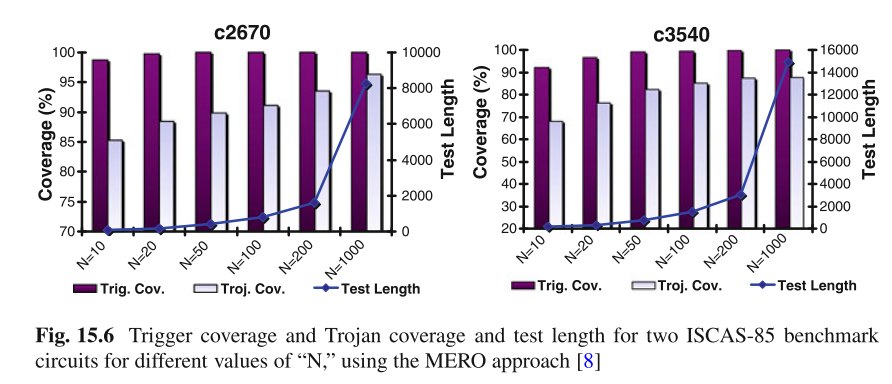 c2670
100
95
90
85
80
75
70
Coverage (%)
10000
8000
6000
4000
2000
0
Test Length
N=10
N=20
N=50
N=100
N=200
N=1000
Trig. Cov.
Troj. Cov.
Test Length
c3540
100
90
80
70
60
50
40
30
20
Coverage (%)
16000
14000
12000
10000
8000
6000
4000
2000
0
Test Length
N=10
N=20
N=50
N=100
N=200
N=1000
Trig. Cov.
Troj. Cov.
Test Length
Fig. 15.6 Trigger coverage and Trojan coverage and test length for two ISCAS-85 benchmark
circuits for different values of “N,” using the MERO approach [8]